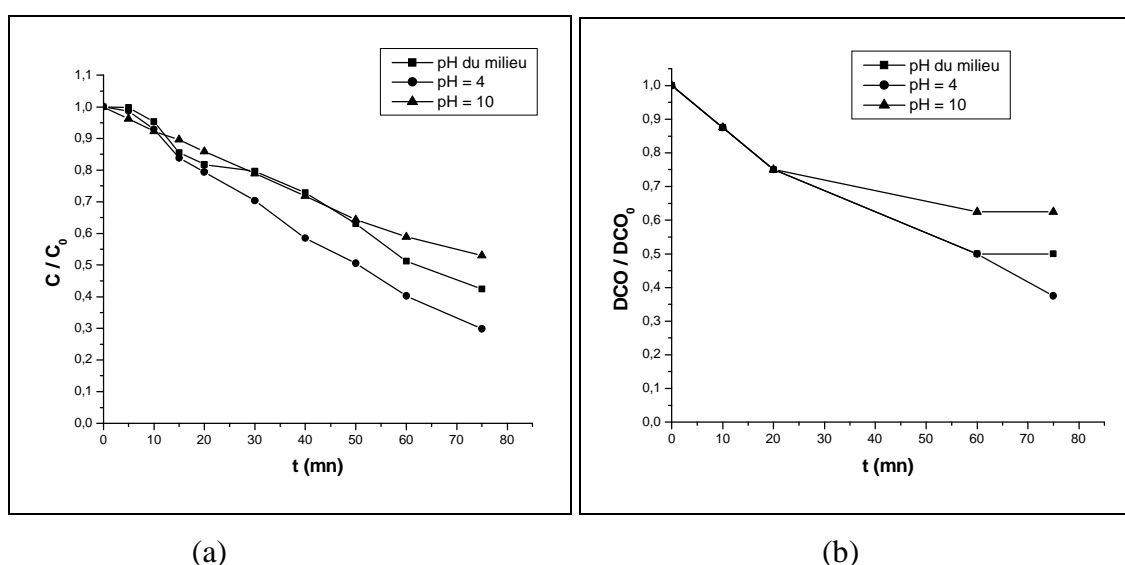 pH du milieu
pH = 4
pH = 10
1,1
1,0
0,9
0,8
0,7
0,6
0,5
0,4
0,3
0,2
0,1
0,0
C / C0
0 10 20 30 40 50 60 70 80
t (mn)
(a)
pH du milieu
pH = 4
pH = 10
1,0
0,9
0,8
0,7
0,6
0,5
0,4
0,3
0,2
0,1
0,0
DCO / DCO0
0 10 20 30 40 50 60 70 80
t (mn)
(b)